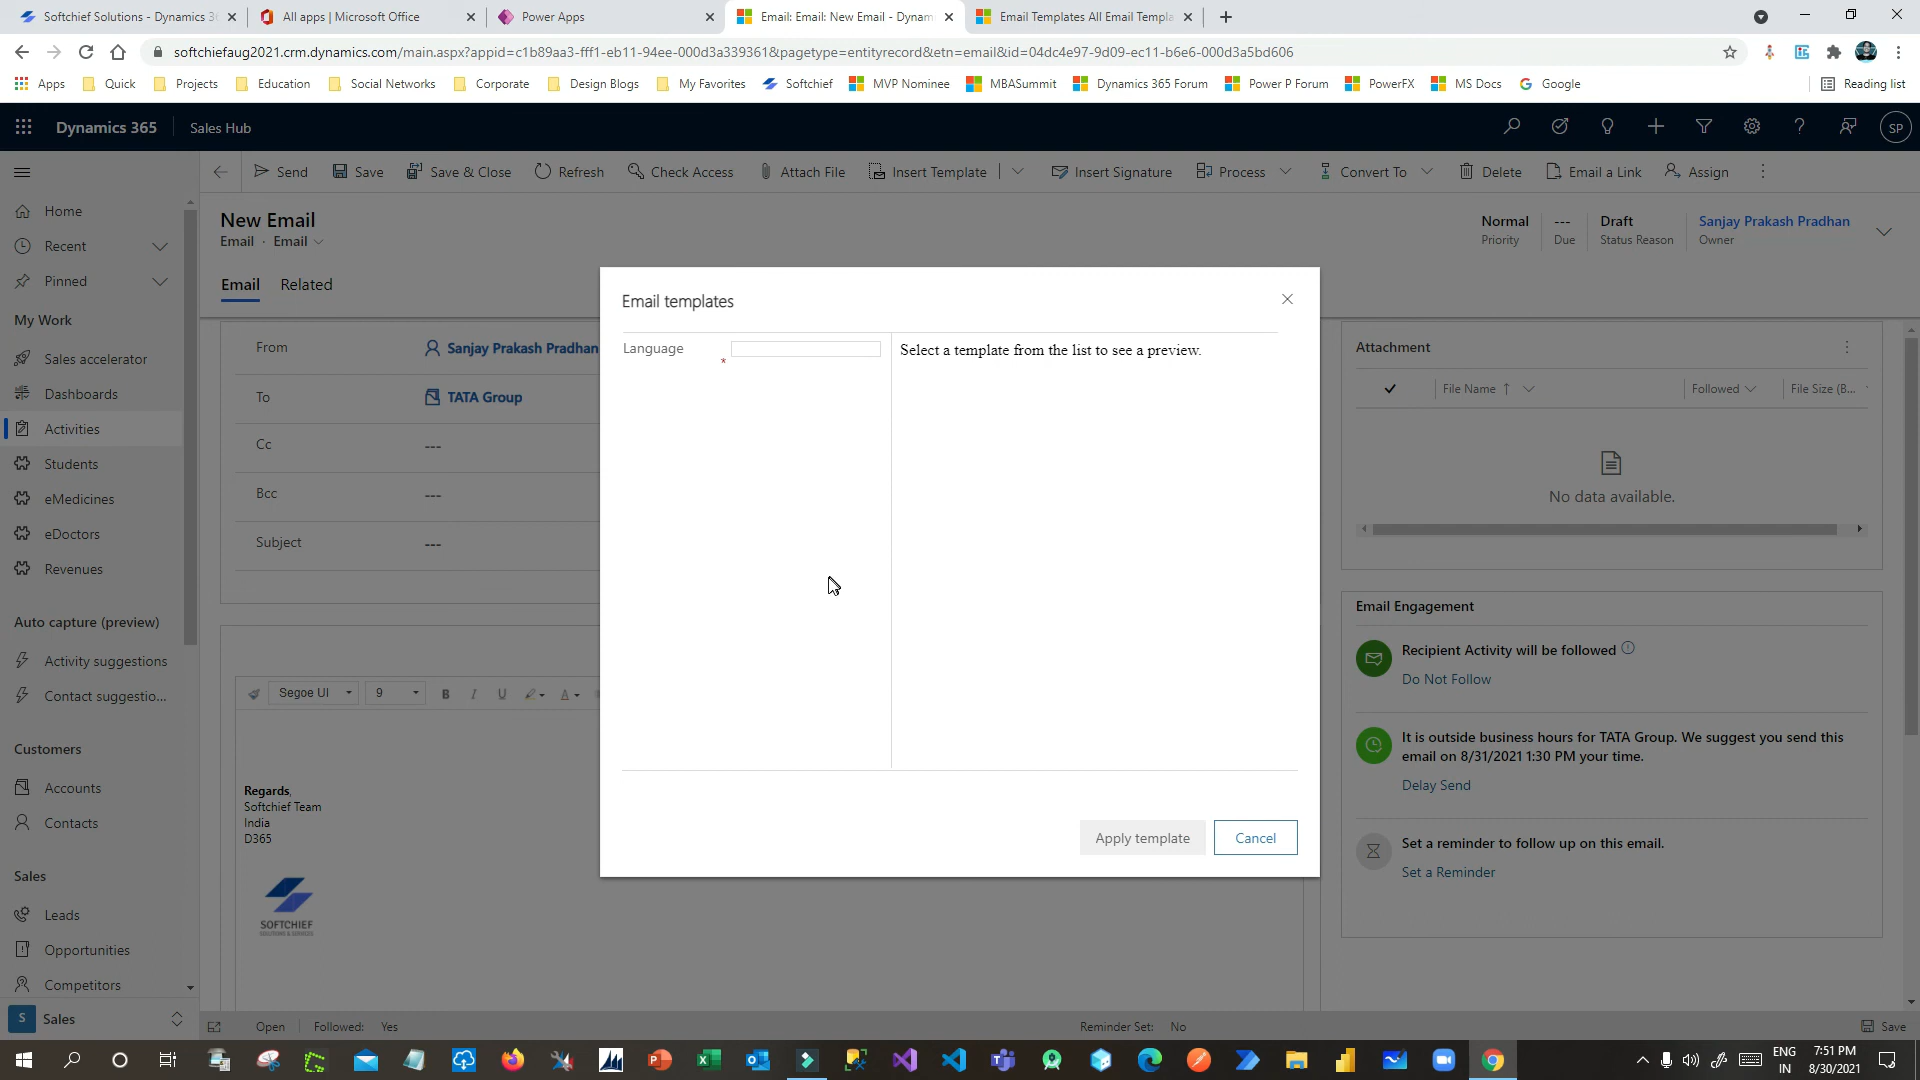 Softchief Solutions - Dynamics 3
All apps | Microsoft Office
Power Apps
Email: Email: New Email - Dynam
Email Templates All Email Templa
softchiefaug2021.crm.dynamics.com/main.aspx?appid=c1b89aa3-fff1-eb11-94ee-000d3a339361&pagetype=entityrecord&etn=email&id=04dc4e97-9d09-ec11-b6e6-000d3a5bd606
Apps
Quick
Projects
Education
Social Networks
Corporate
Design Blogs
My Favorites
Softchief
MVP Nominee
MBASummit
Dynamics 365 Forum
Power P Forum
PowerFX
MS Docs
Google
Reading list
Dynamics 365
Sales Hub
SP
Send
Save
Save & Close
Refresh
Check Access
Attach File
Insert Template
Insert Signature
Process
Convert To
Delete
Email a Link
Assign
Home
Recent
Pinned
My Work
Sales accelerator
Dashboards
Activities
Students
eMedicines
eDoctors
Revenues
Auto capture (preview)
Activity suggestions
Contact suggestio...
Customers
Accounts
Contacts
Sales
Leads
Opportunities
Competitors
S Sales
New Email
Email · Email
Normal
Priority
---
Due
Draft
Status Reason
Sanjay Prakash Pradhan
Owner
Email
Related
From
Sanjay Prakash Pradhan
To
TATA Group
Cc
---
Bcc
---
Subject
---
Segoe UI
9
B I U
A
Regards,
Softchief Team
India
D365
SOFTCHIEF
SOLUTIONS & SERVICES
Email templates
Language
*
Select a template from the list to see a preview.
Apply template
Cancel
Attachment
File Name ↑
Followed
File Size (B...
No data available.
Email Engagement
Recipient Activity will be followed
Do Not Follow
It is outside business hours for TATA Group. We suggest you send this
email on 8/31/2021 1:30 PM your time.
Delay Send
Set a reminder to follow up on this email.
Set a Reminder
Open
Followed: Yes
Reminder Set: No
Save
ENG
IN
7:51 PM
8/30/2021